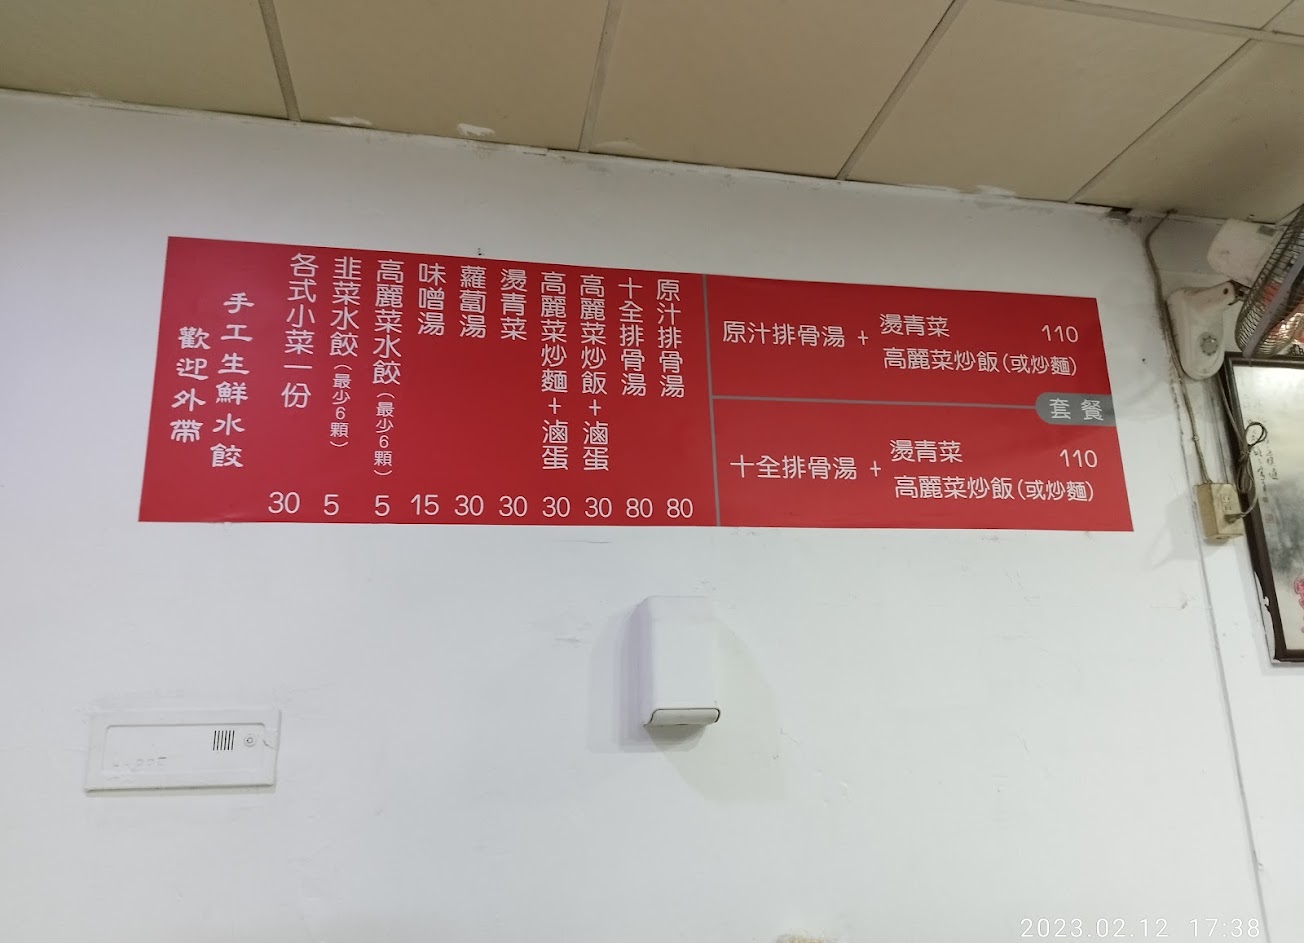 原汁排骨湯 + 燙青菜 110
高麗菜炒飯(或炒麵)
套餐
十全排骨湯 + 燙青菜 110
高麗菜炒飯(或炒麵)
原汁排骨湯 80
十全排骨湯 80
高麗菜炒飯+滷蛋 30
高麗菜炒麵+滷蛋 30
燙青菜 30
蘿蔔湯 30
味噌湯 15
高麗菜水餃(最少6顆) 5
韭菜水餃(最少6顆) 5
各式小菜一份 30
手工生鮮水餃
歡迎外帶
2023.02.12 17:38